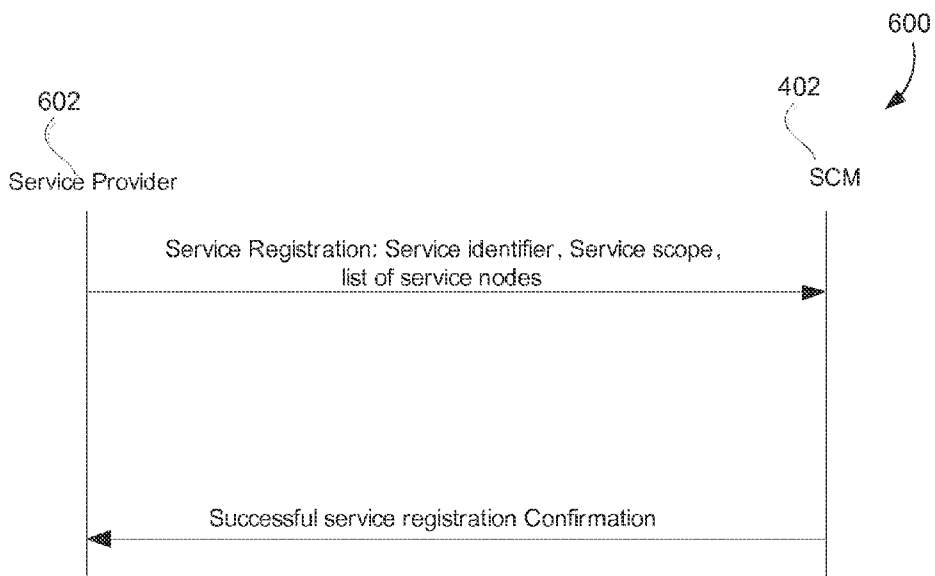 600
602
402
Service Provider
SCM
Service Registration: Service identifier, Service scope,
list of service nodes
Successful service registration Confirmation